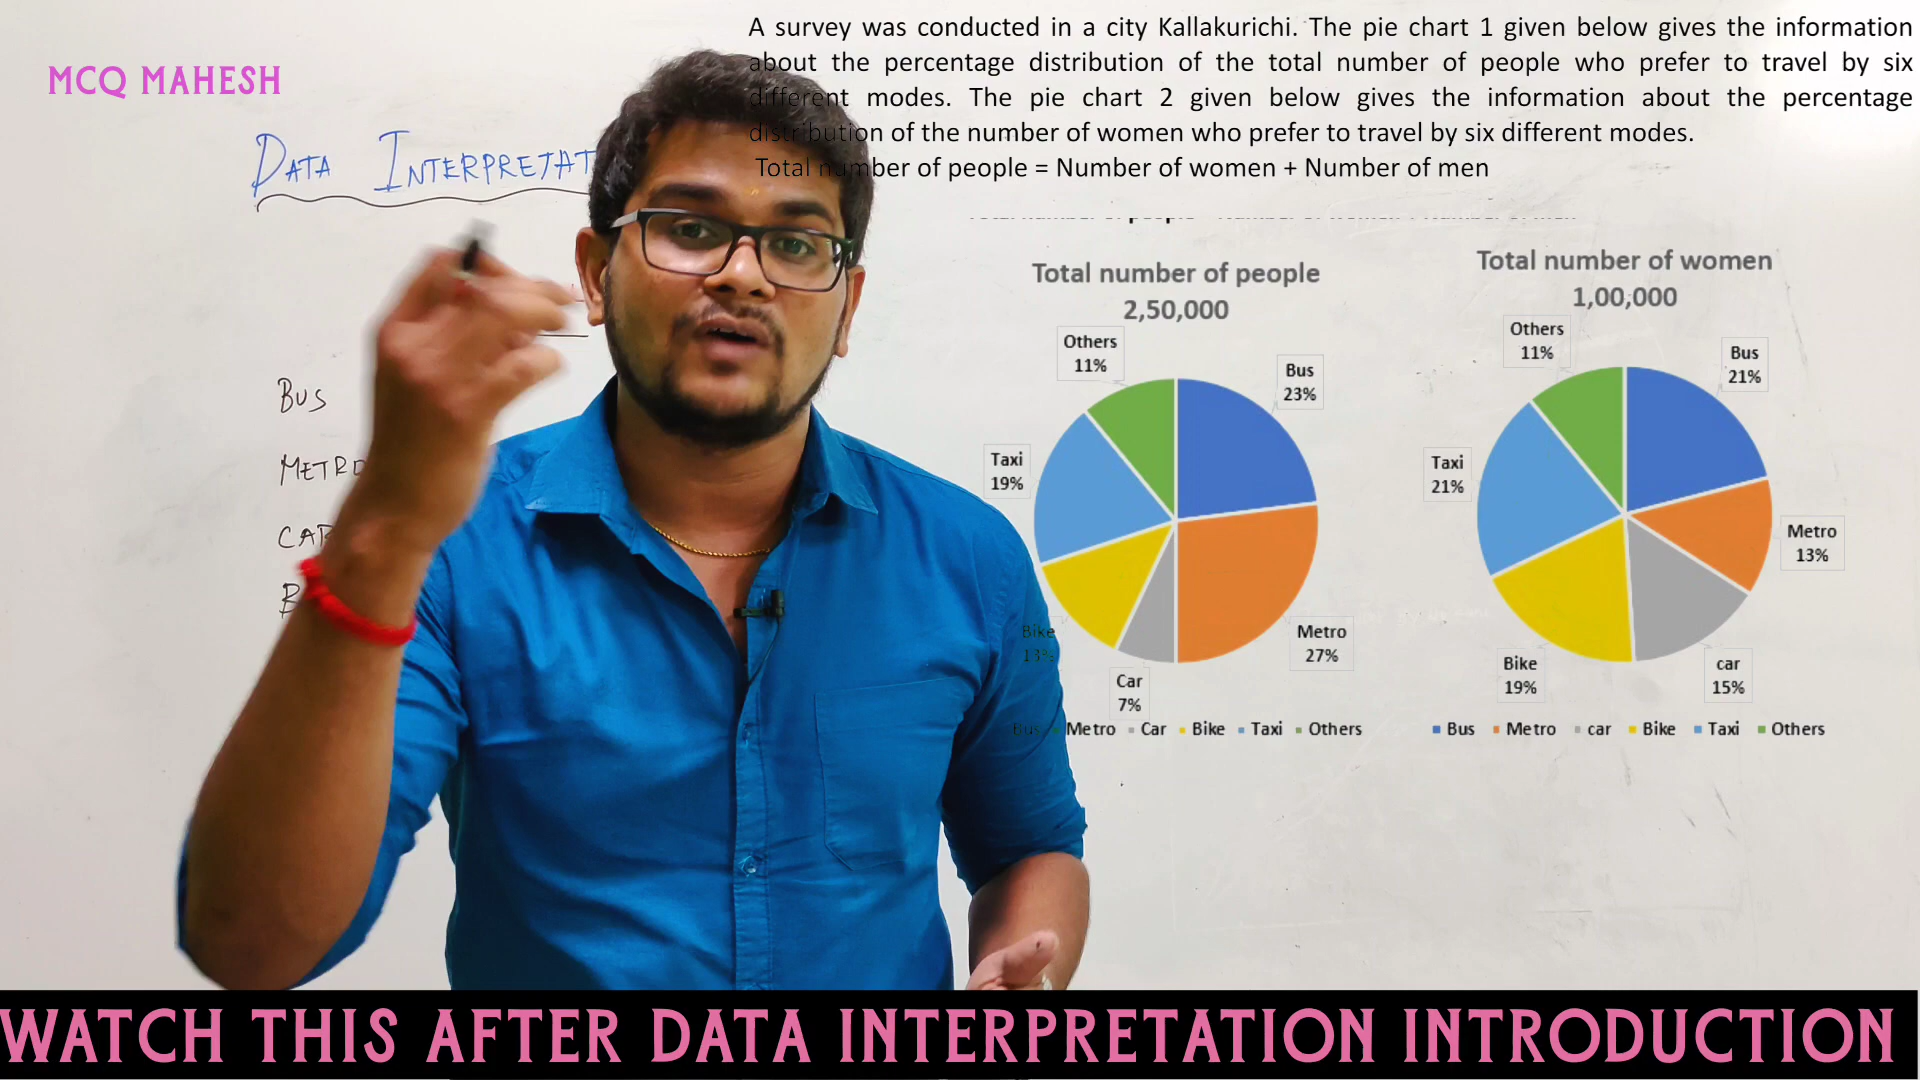 MCQ MAHESH
A survey was conducted in a city Kallakurichi. The pie chart 1 given below gives the information
about the percentage distribution of the total number of people who prefer to travel by six
different modes. The pie chart 2 given below gives the information about the percentage
distribution of the number of women who prefer to travel by six different modes.
Total number of people = Number of women + Number of men
DATA INTERPRETAT
BUS
METRO
CAR
B
Total number of people
2,50,000
Others
11%
Bus
23%
Taxi
19%
Bike
13%
Car
7%
Metro
27%
Bus Metro Car Bike Taxi Others
Total number of women
1,00,000
Others
11%
Bus
21%
Taxi
21%
Metro
13%
Bike
19%
car
15%
Bus Metro car Bike Taxi Others
WATCH THIS AFTER DATA INTERPRETATION INTRODUCTION